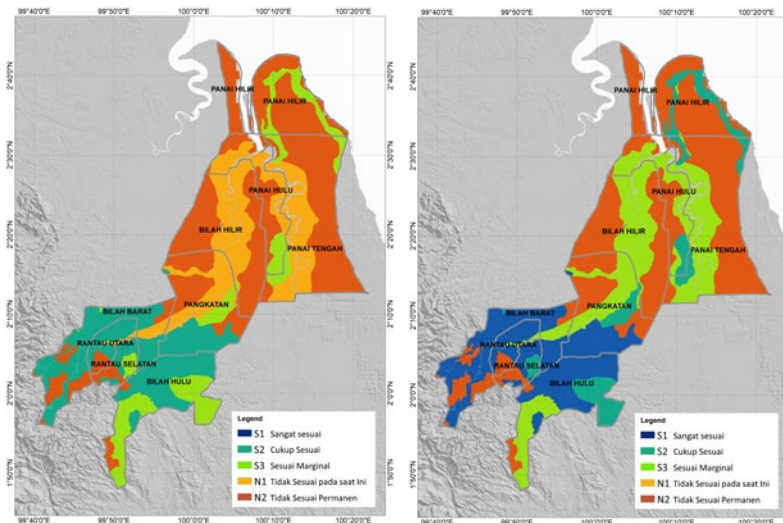 99°40'0"E 99°50'0"E 100°0'0"E 100°10'0"E 100°20'0"E
2°40'0"N
2°30'0"N
2°20'0"N
2°10'0"N
2°0'0"N
1°50'0"N
PANAI HILIR
PANAI HILIR
PANAI HULU
BILAH HILIR
PANAI TENGAH
PANGKATAN
BILAH BARAT
RANTAU UTARA
RANTAU SELATAN
BILAH HULU
Legend
S1 Sangat sesuai
S2 Cukup Sesuai
S3 Sesuai Marginal
N1 Tidak Sesuai pada saat Ini
N2 Tidak Sesuai Permanen
99°40'0"E 99°50'0"E 100°0'0"E 100°10'0"E 100°20'0"E
2°40'0"N
2°30'0"N
2°20'0"N
2°10'0"N
2°0'0"N
1°50'0"N
PANAI HILIR
PANAI HILIR
PANAI HULU
BILAH HILIR
PANAI TENGAH
PANGKATAN
BILAH BARAT
RANTAU UTARA
RANTAU SELATAN
BILAH HULU
Legend
S1 Sangat sesuai
S2 Cukup Sesuai
S3 Sesuai Marginal
N1 Tidak Sesuai pada saat Ini
N2 Tidak Sesuai Permanen